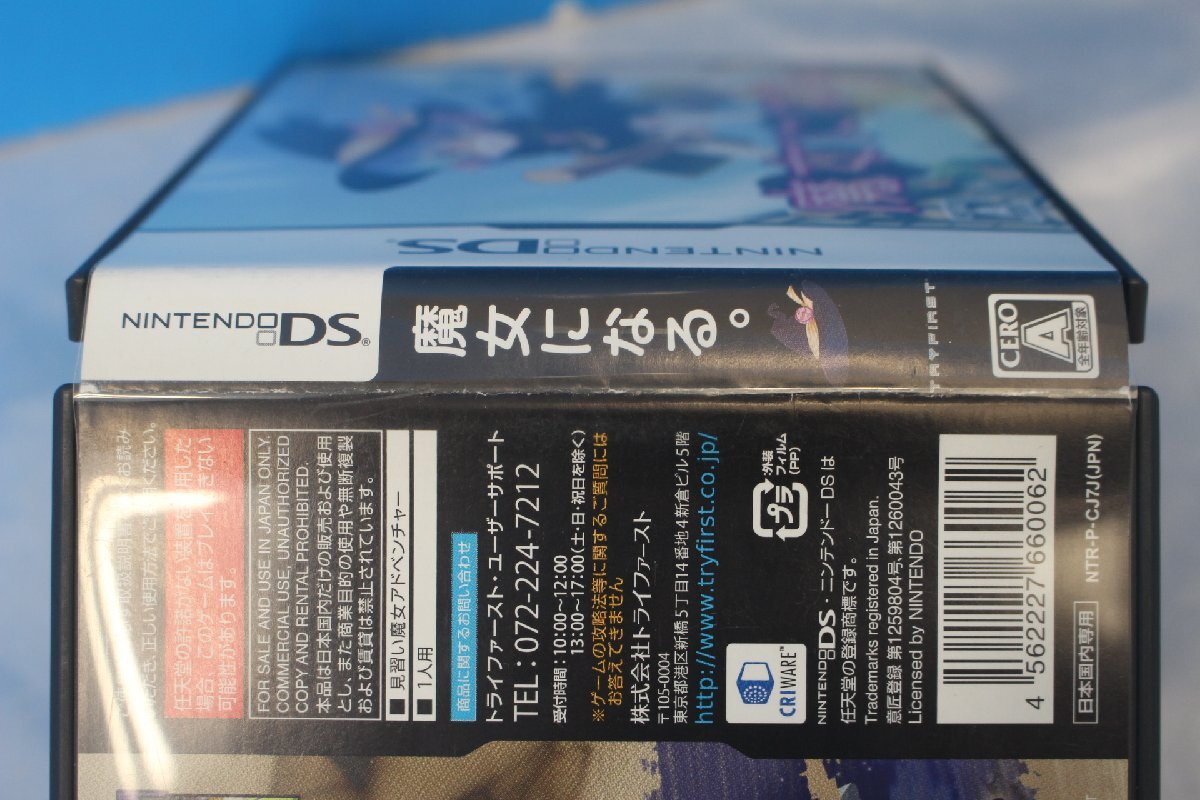 NINTENDO DS
NINTENDO DS®
魔女になる。
TRYFIRST
CERO
A
全年齢対象
NINTENDO
任天堂の許諾がない装置を使用した
場合、このゲームはプレイできない
可能性があります。
FOR SALE AND USE IN JAPAN ONLY.
COMMERCIAL USE, UNAUTHORIZED
COPY AND RENTAL PROHIBITED.
本品は日本国内だけの販売および使用
とし、また商業目的の使用や無断複製
および賃貸は禁止されています。
■ 見習い魔女アドベンチャー
■ 1人用
商品に関するお問い合わせ
トライファースト・ユーザーサポート
TEL:072-224-7212
受付時間:10:00~12:00
13:00~17:00(土・日・祝日を除く)
※ゲームの攻略法等に関するご質問には
お答えできません
株式会社トライファースト
〒105-0004
東京都港区新橋5丁目14番地4新倉ビル5階
http://www.tryfirst.co.jp/
CRIWARE™
プラ
外装
フィルム
(PP)
NINTENDO DS・ニンテンドーDSは
任天堂の登録商標です。
Trademarks registered in Japan.
意匠登録 第1259804号、第1260043号
Licensed by NINTENDO
4 562227 660062
日本国内専用
NTR-P-CJ7J(JPN)